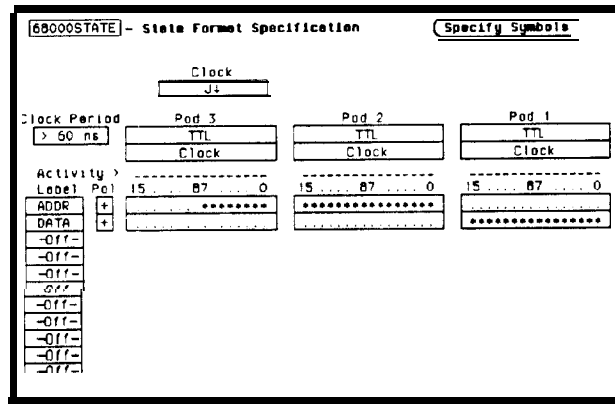 68000STATE - State Format Specification Specify Symbols
Clock
J↓
Clock Period Pod 3 Pod 2 Pod 1
> 60 ns TTL TTL TTL
Clock Clock Clock
Activity > ---------------- ---------------- ----------------
Label Pol 15....87....0 15....87....0 15....87....0
ADDR + ........******** **************** ................
DATA + ................ ................ ****************
-Off-
-Off-
-Off-
-Off-
-Off-
-Off-
-Off-
-Off-